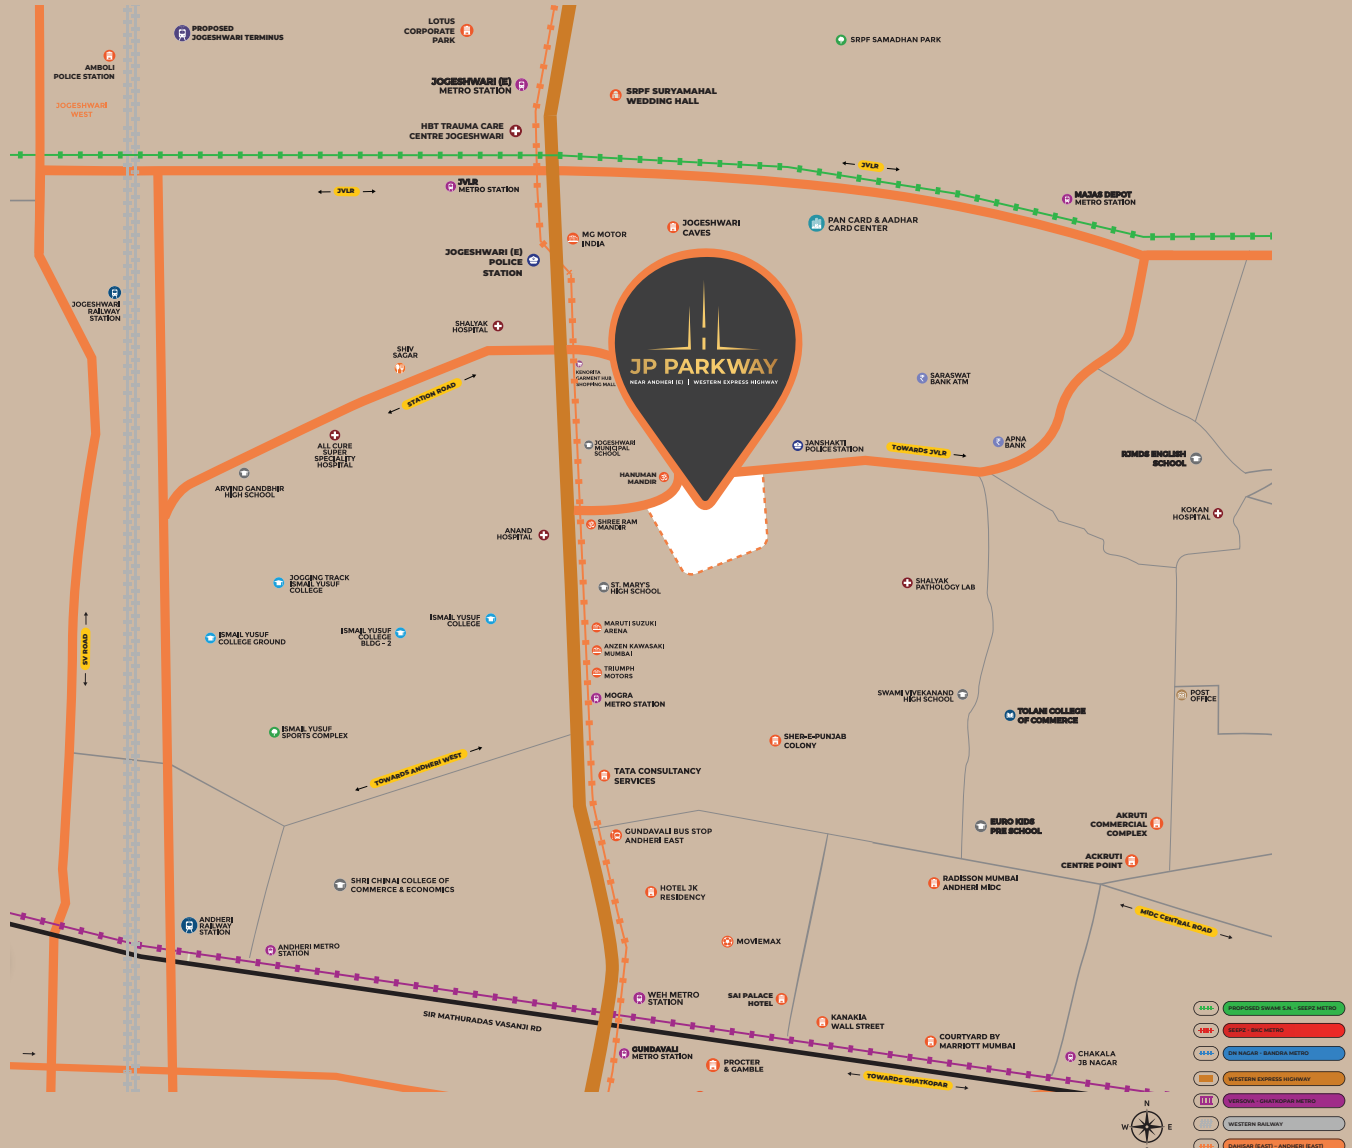 PROPOSED
JOGESHWARI TERMINUS
LOTUS
CORPORATE
PARK
SRPF SAMADHAN PARK
AMBOLI
POLICE STATION
JOGESHWARI
WEST
JOGESHWARI (E)
METRO STATION
SRPF SURYAMAHAL
WEDDING HALL
HBT TRAUMA CARE
CENTRE JOGESHWARI
JVLR
JVLR
JVLR
METRO STATION
MAJAS DEPOT
METRO STATION
MG MOTOR
INDIA
JOGESHWARI
CAVES
PAN CARD & AADHAR
CARD CENTER
JOGESHWARI (E)
POLICE
STATION
JOGESHWARI
RAILWAY
STATION
SHALYAK
HOSPITAL
SHIV
SAGAR
KENORITA
GARMENT HUB
SHOPPING MALL
JP PARKWAY
NEAR ANDHERI (E) | WESTERN EXPRESS HIGHWAY
SARASWAT
BANK ATM
STATION ROAD
ALL CURE
SUPER
SPECIALITY
HOSPITAL
JOGESHWARI
MUNICIPAL
SCHOOL
JANSHAKTI
POLICE STATION
TOWARDS JVLR
APNA
BANK
RJMDS ENGLISH
SCHOOL
HANUMAN
MANDIR
ARVIND GANDBHIR
HIGH SCHOOL
KOKAN
HOSPITAL
ANAND
HOSPITAL
SHREE RAM
MANDIR
JOGGING TRACK
ISMAIL YUSUF
COLLEGE
ST. MARY'S
HIGH SCHOOL
SHALYAK
PATHOLOGY LAB
ISMAIL YUSUF
COLLEGE GROUND
ISMAIL YUSUF
COLLEGE
BLDG - 2
ISMAIL YUSUF
COLLEGE
MARUTI SUZUKI
ARENA
ANZEN KAWASAKI
MUMBAI
SV ROAD
TRIUMPH
MOTORS
MOGRA
METRO STATION
SWAMI VIVEKANAND
HIGH SCHOOL
TOLANI COLLEGE
OF COMMERCE
POST
OFFICE
ISMAIL YUSUF
SPORTS COMPLEX
SHER-E-PUNJAB
COLONY
TOWARDS ANDHERI WEST
TATA CONSULTANCY
SERVICES
GUNDAVALI BUS STOP
ANDHERI EAST
EURO KIDS
PRE SCHOOL
AKRUTI
COMMERCIAL
COMPLEX
ACKRUTI
CENTRE POINT
SHRI CHINAI COLLEGE OF
COMMERCE & ECONOMICS
HOTEL JK
RESIDENCY
RADISSON MUMBAI
ANDHERI MIDC
MIDC CENTRAL ROAD
ANDHERI
RAILWAY
STATION
ANDHERI METRO
STATION
MOVIEMAX
WEH METRO
STATION
SAI PALACE
HOTEL
SIR MATHURADAS VASANJI RD
KANAKIA
WALL STREET
COURTYARD BY
MARRIOTT MUMBAI
GUNDAVALI
METRO STATION
PROCTER
& GAMBLE
CHAKALA
JB NAGAR
TOWARDS GHATKOPAR
PROPOSED SWAMI S.N. - SEEPZ METRO
SEEPZ - BKC METRO
DN NAGAR - BANDRA METRO
WESTERN EXPRESS HIGHWAY
VERSOVA - GHATKOPAR METRO
WESTERN RAILWAY
DAHISAR (EAST) - ANDHERI (EAST)
N
W
E